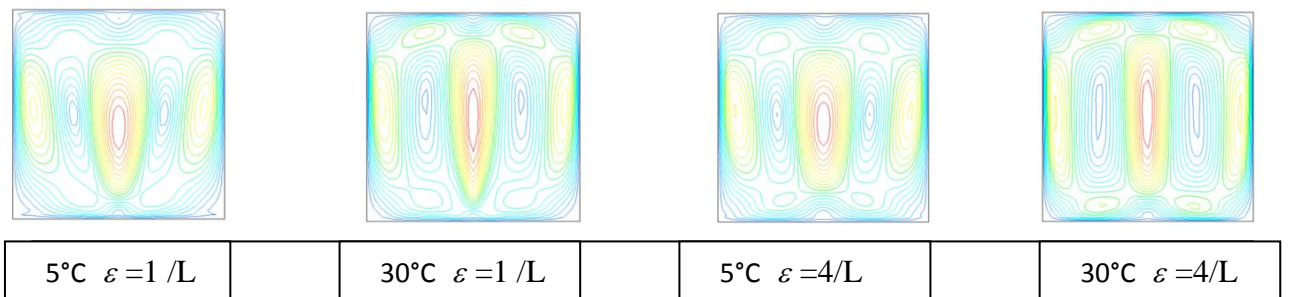 5°C ε =1 /L
30°C ε =1 /L
5°C ε =4/L
30°C ε =4/L